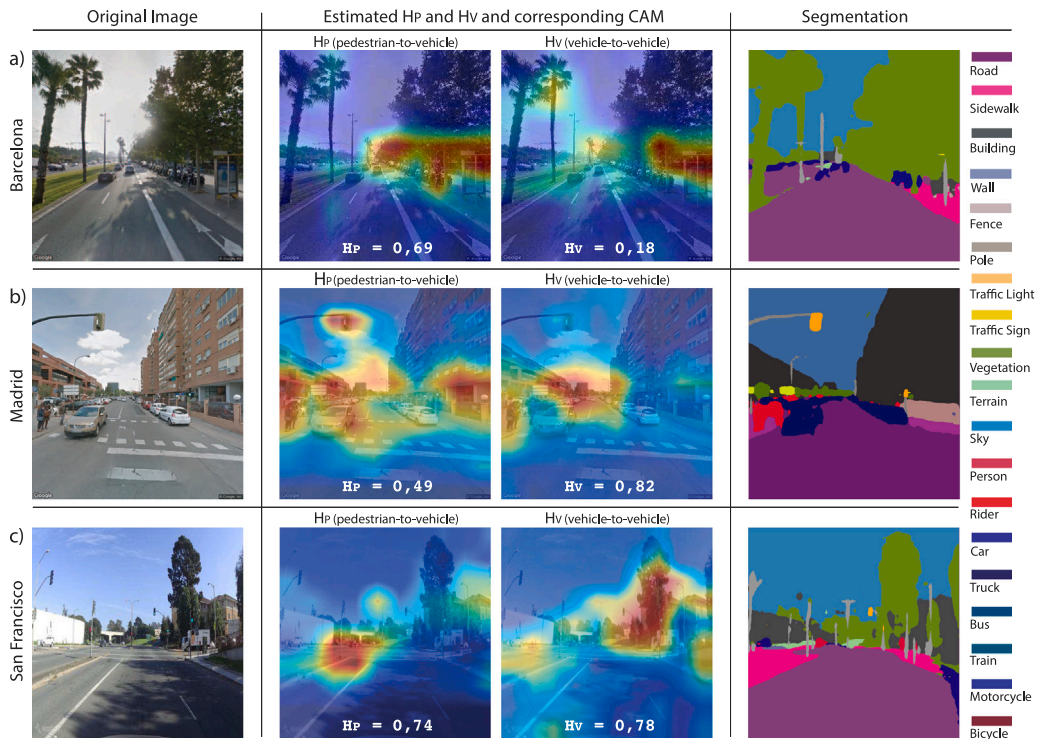 Original Image
Estimated HP and HV and corresponding CAM
Segmentation
a)
Barcelona
HP (pedestrian-to-vehicle)
HV (vehicle-to-vehicle)
HP = 0,69
HV = 0,18
Google
b)
Madrid
HP (pedestrian-to-vehicle)
HV (vehicle-to-vehicle)
HP = 0,49
HV = 0,82
Google
c)
San Francisco
HP (pedestrian-to-vehicle)
HV (vehicle-to-vehicle)
HP = 0,74
HV = 0,78
Road
Sidewalk
Building
Wall
Fence
Pole
Traffic Light
Traffic Sign
Vegetation
Terrain
Sky
Person
Rider
Car
Truck
Bus
Train
Motorcycle
Bicycle